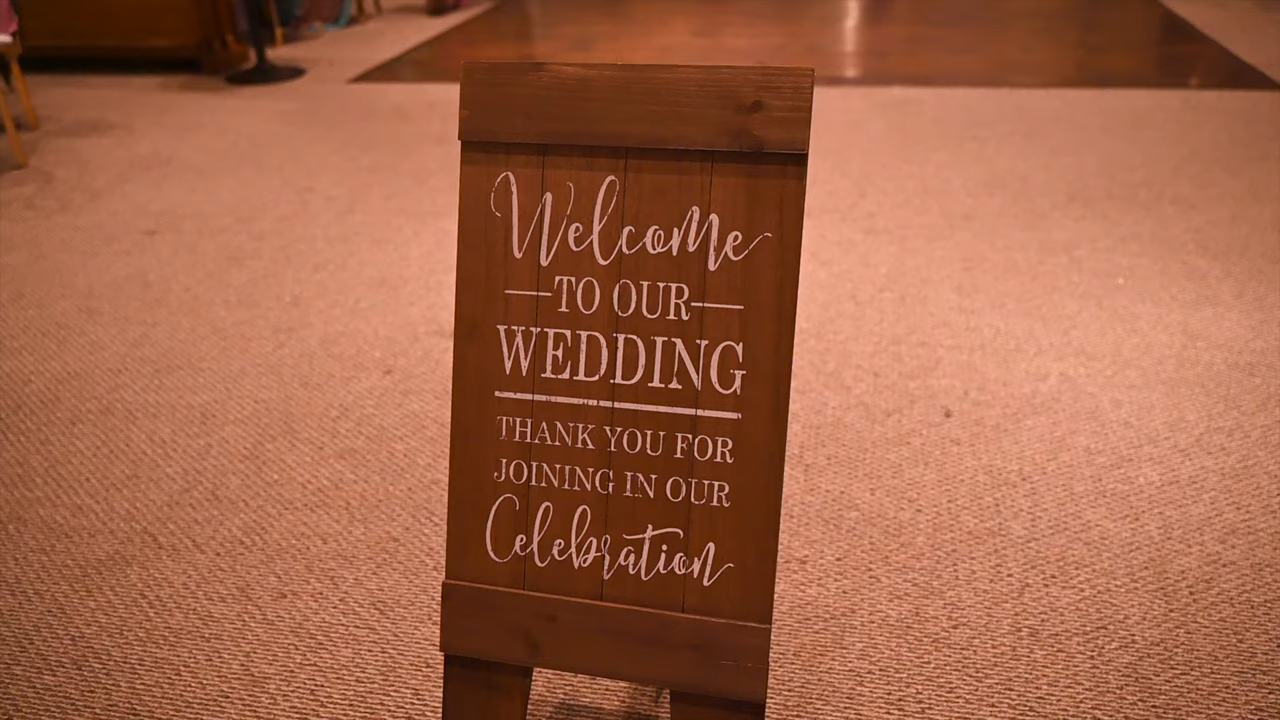 Welcome
TO OUR
WEDDING
THANK YOU FOR
JOINING IN OUR
Celebration